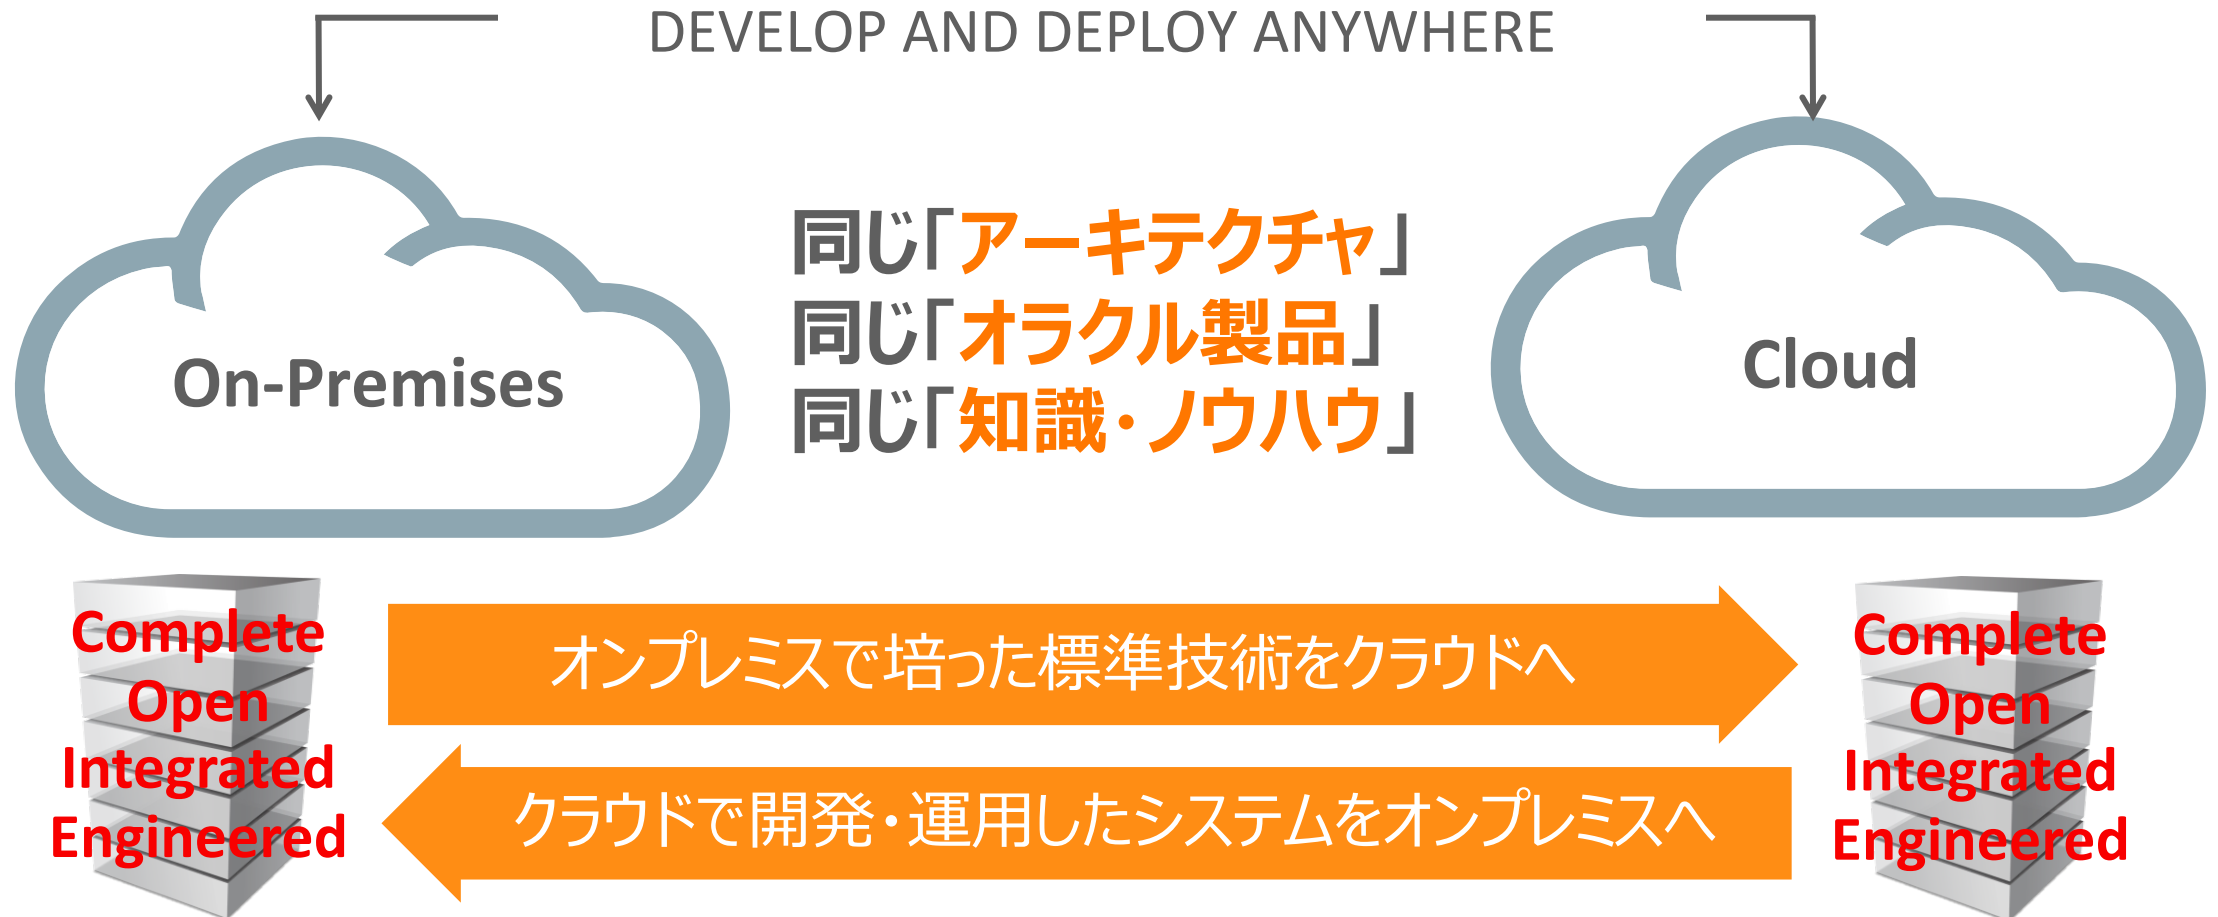 DEVELOP AND DEPLOY ANYWHERE
On-Premises
同じ「アーキテクチャ」
同じ「オラクル製品」
同じ「知識・ノウハウ」
Cloud
Complete
Open
Integrated
Engineered
オンプレミスで培った標準技術をクラウドへ
クラウドで開発・運用したシステムをオンプレミスへ
Complete
Open
Integrated
Engineered